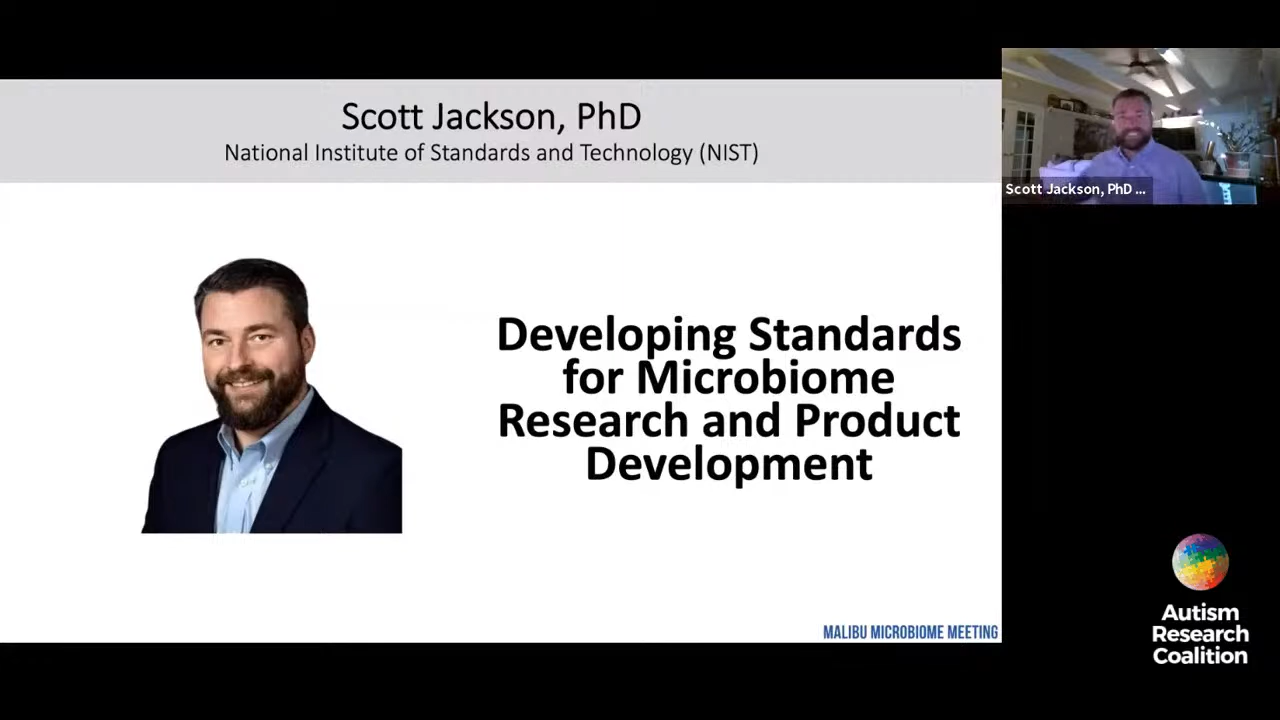 Scott Jackson, PhD
National Institute of Standards and Technology (NIST)
Scott Jackson, PhD ...
Developing Standards
for Microbiome
Research and Product
Development
MALIBU MICROBIOME MEETING
Autism
Research
Coalition